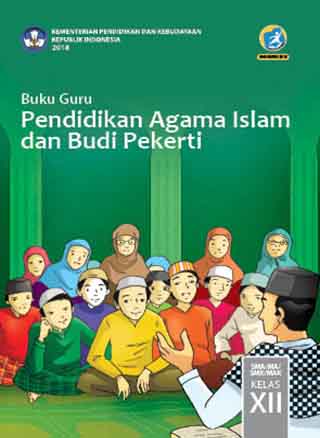 KEMENTERIAN PENDIDIKAN DAN KEBUDAYAAN
REPUBLIK INDONESIA
2018
Buku Guru
Pendidikan Agama Islam
dan Budi Pekerti
SMA/MA/
SMK/MAK
KELAS
XII